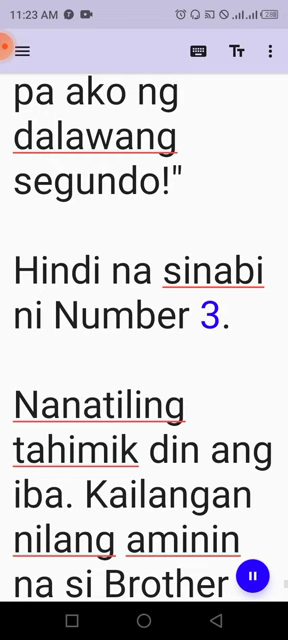 11:23 AM
pa ako ng
dalawang
segundo!"
Hindi na sinabi
ni Number 3.
Nanatiling
tahimik din ang
iba. Kailangan
nilang aminin
na si Brother